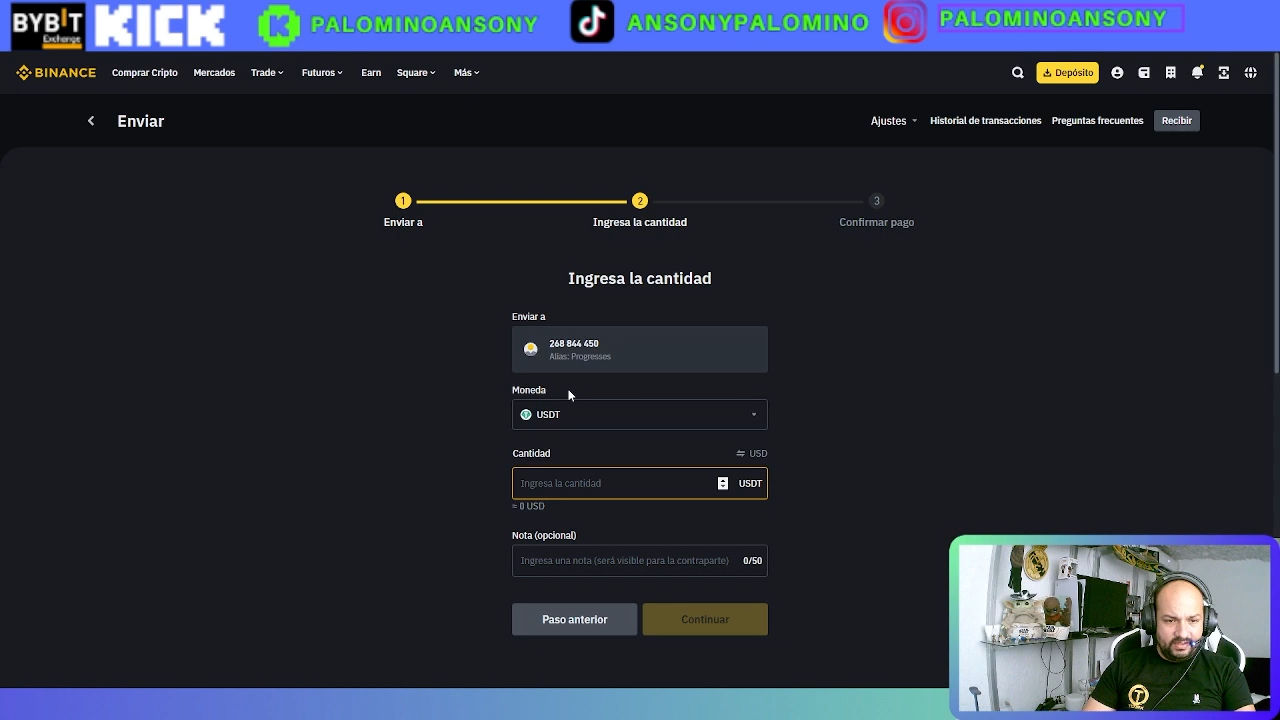 BYBIT
Exchange
KICK
PALOMINOANSONY
ANSONYPALOMINO
PALOMINOANSONY
BINANCE
Comprar Cripto
Mercados
Trade
Futuros
Earn
Square
Más
Depósito
Enviar
Ajustes
Historial de transacciones
Preguntas frecuentes
Recibir
1
2
3
Enviar a
Ingresa la cantidad
Confirmar pago
Ingresa la cantidad
Enviar a
268 844 450
Alias: Progresses
Moneda
USDT
Cantidad
USD
Ingresa la cantidad
USDT
≈ 0 USD
Nota (opcional)
Ingresa una nota (será visible para la contraparte)
0/50
Paso anterior
Continuar